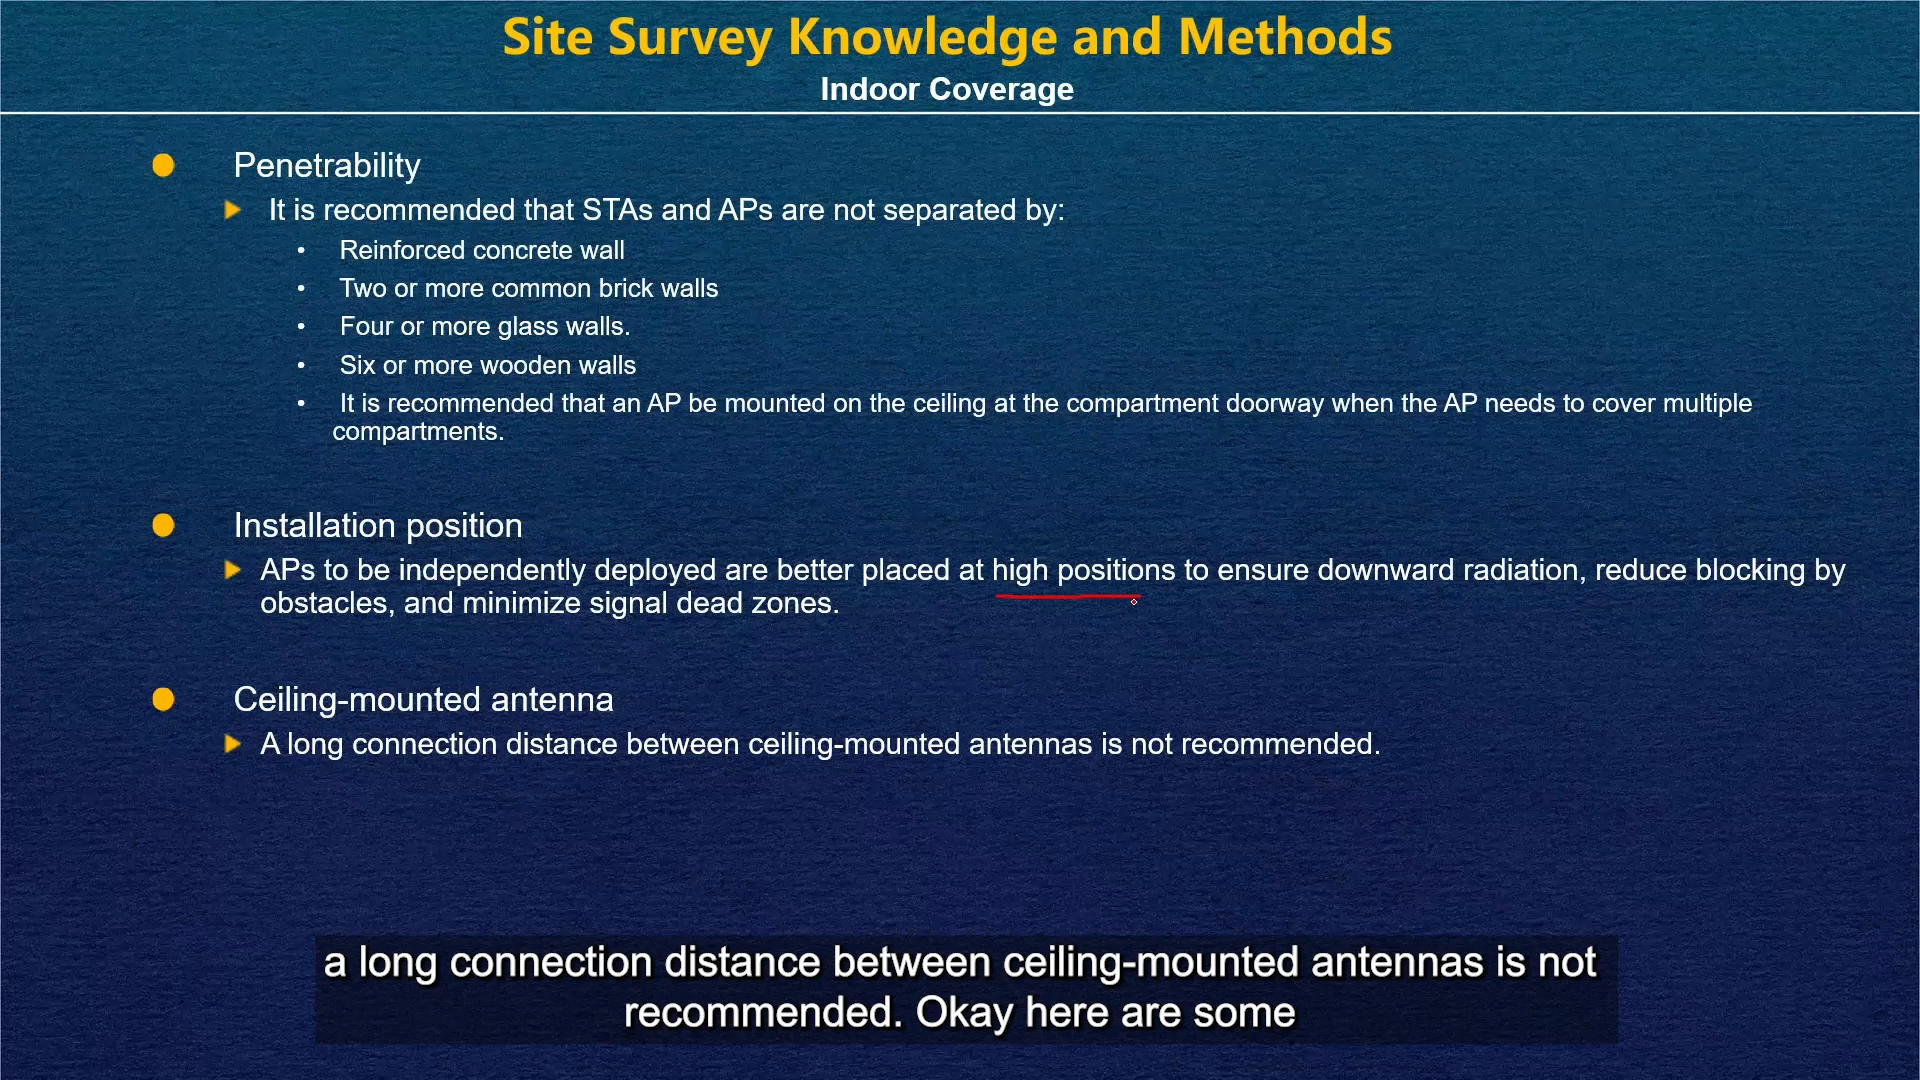 Site Survey Knowledge and Methods
Indoor Coverage
Penetrability
It is recommended that STAs and APs are not separated by:
• Reinforced concrete wall
• Two or more common brick walls
• Four or more glass walls.
• Six or more wooden walls
• It is recommended that an AP be mounted on the ceiling at the compartment doorway when the AP needs to cover multiple
compartments.
Installation position
APs to be independently deployed are better placed at high positions to ensure downward radiation, reduce blocking by
obstacles, and minimize signal dead zones.
Ceiling-mounted antenna
A long connection distance between ceiling-mounted antennas is not recommended.
a long connection distance between ceiling-mounted antennas is not
recommended. Okay here are some